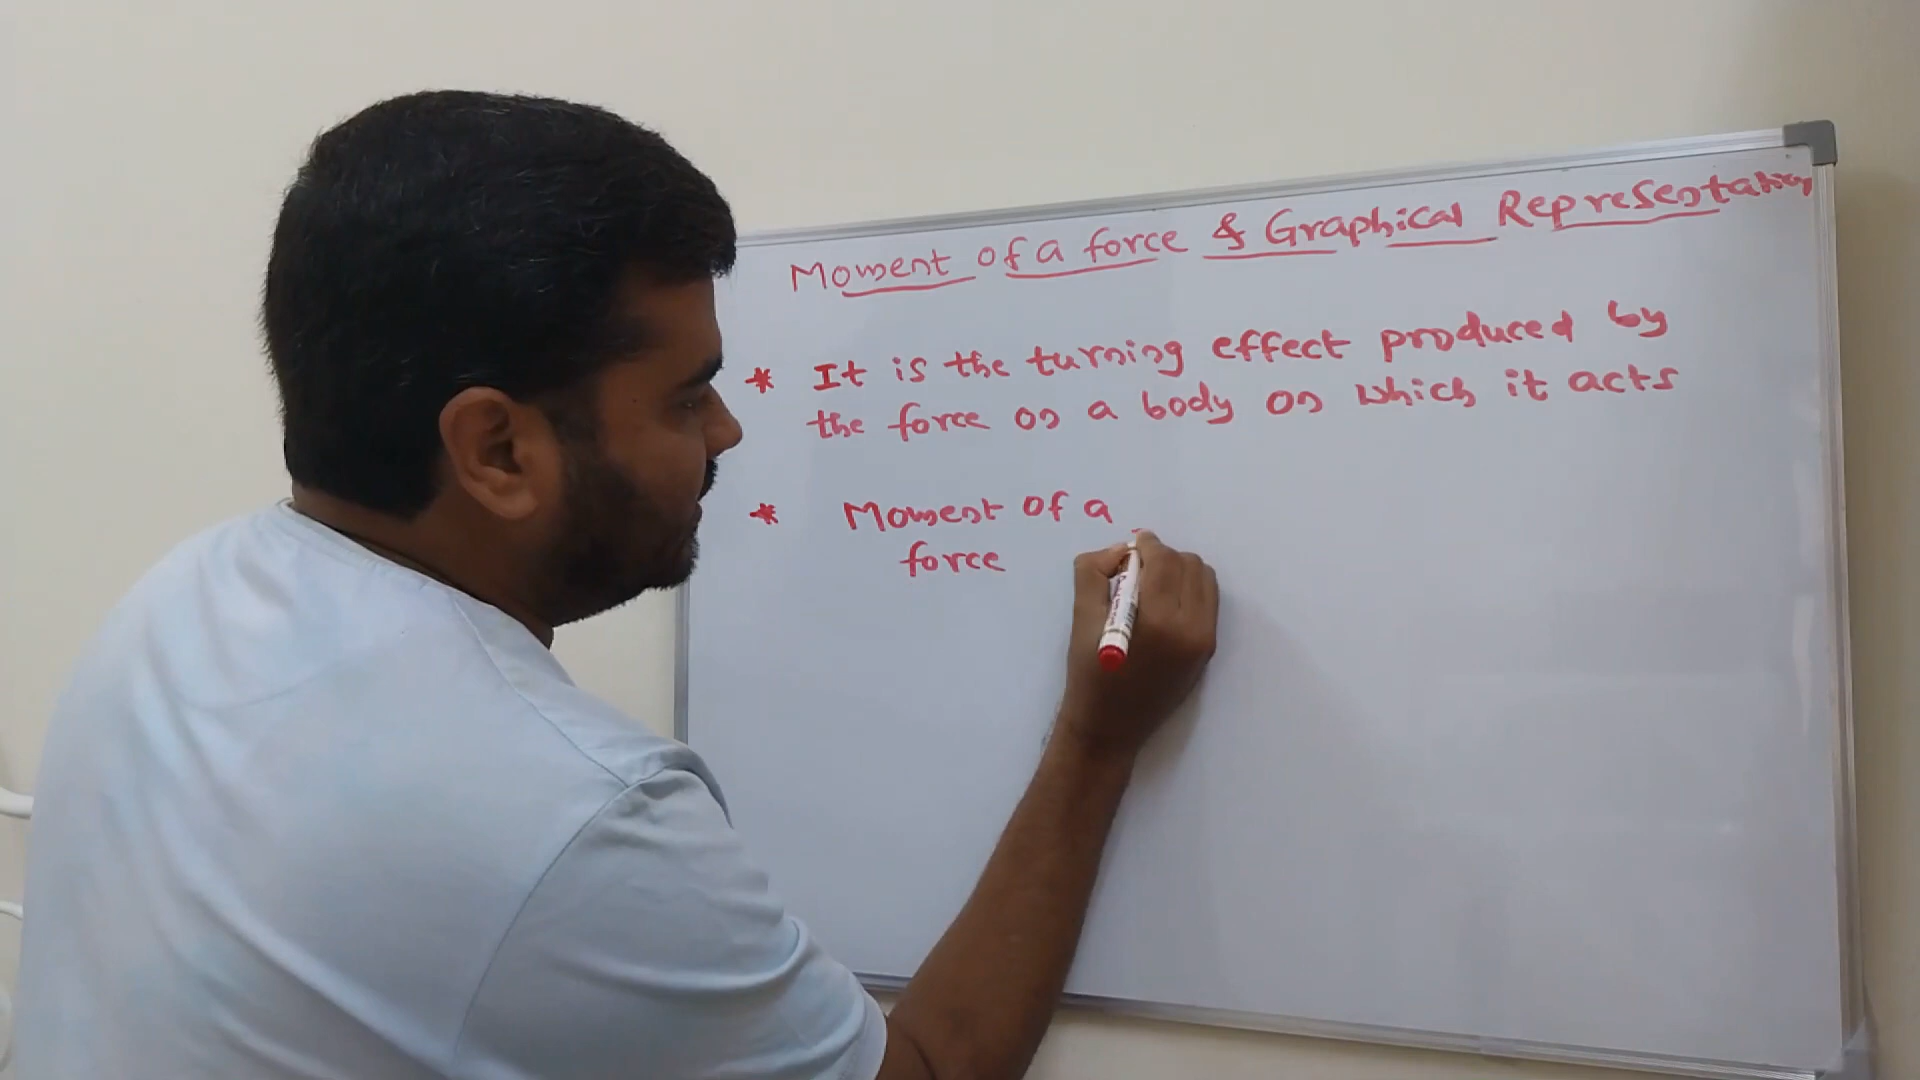 Moment of a force & Graphical Representation
* It is the turning effect produced by
the force on a body on which it acts
* Moment of a
force